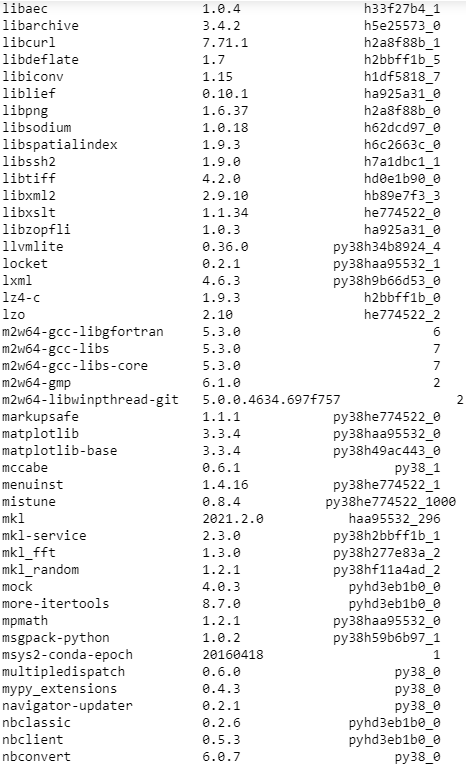 libaec 1.0.4 h33f27b4_1
libarchive 3.4.2 h5e25573_0
libcurl 7.71.1 h2a8f88b_1
libdeflate 1.7 h2bbff1b_5
libiconv 1.15 h1df5818_7
liblief 0.10.1 ha925a31_0
libpng 1.6.37 h2a8f88b_0
libsodium 1.0.18 h62dcd97_0
libspatialindex 1.9.3 h6c2663c_0
libssh2 1.9.0 h7a1dbc1_1
libtiff 4.2.0 hd0e1b90_0
libxml2 2.9.10 hb89e7f3_3
libxslt 1.1.34 he774522_0
libzopfli 1.0.3 ha925a31_0
llvmlite 0.36.0 py38h34b8924_4
locket 0.2.1 py38haa95532_1
lxml 4.6.3 py38h9b66d53_0
lz4-c 1.9.3 h2bbff1b_0
lzo 2.10 he774522_2
m2w64-gcc-libgfortran 5.3.0 6
m2w64-gcc-libs 5.3.0 7
m2w64-gcc-libs-core 5.3.0 7
m2w64-gmp 6.1.0 2
m2w64-libwinpthread-git 5.0.0.4634.697f757 2
markupsafe 1.1.1 py38he774522_0
matplotlib 3.3.4 py38haa95532_0
matplotlib-base 3.3.4 py38h49ac443_0
mccabe 0.6.1 py38_1
menuinst 1.4.16 py38he774522_1
mistune 0.8.4 py38he774522_1000
mkl 2021.2.0 haa95532_296
mkl-service 2.3.0 py38h2bbff1b_1
mkl_fft 1.3.0 py38h277e83a_2
mkl_random 1.2.1 py38hf11a4ad_2
mock 4.0.3 pyhd3eb1b0_0
more-itertools 8.7.0 pyhd3eb1b0_0
mpmath 1.2.1 py38haa95532_0
msgpack-python 1.0.2 py38h59b6b97_1
msys2-conda-epoch 20160418 1
multipledispatch 0.6.0 py38_0
mypy_extensions 0.4.3 py38_0
navigator-updater 0.2.1 py38_0
nbclassic 0.2.6 pyhd3eb1b0_0
nbclient 0.5.3 pyhd3eb1b0_0
nbconvert 6.0.7 py38_0